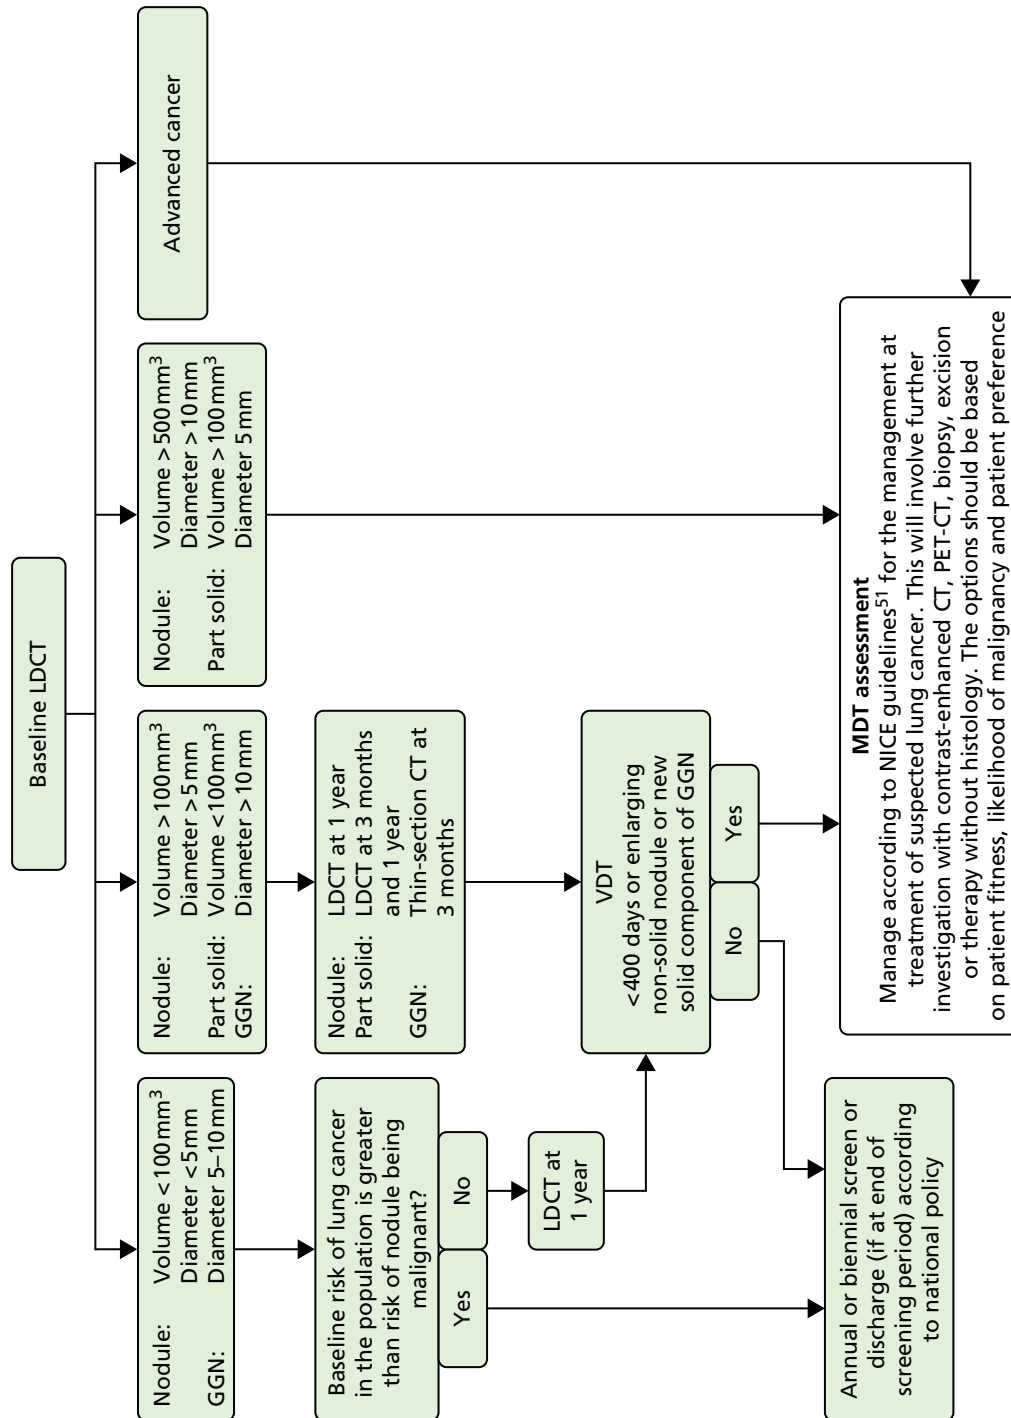 Baseline LDCT
Nodule: Volume <100 mm³
Diameter <5 mm
GGN: Diameter 5–10 mm
Nodule: Volume >100 mm³
Diameter >5 mm
Part solid: Volume <100 mm³
GGN: Diameter >10 mm
Nodule: Volume >500 mm³
Diameter >10 mm
Part solid: Volume >100 mm³
Diameter 5 mm
Advanced cancer
Baseline risk of lung cancer
in the population is greater
than risk of nodule being
malignant?
Yes
No
Nodule: LDCT at 1 year
Part solid: LDCT at 3 months
and 1 year
GGN: Thin-section CT at
3 months
LDCT at
1 year
VDT
<400 days or enlarging
non-solid nodule or new
solid component of GGN
No
Yes
Annual or biennial screen or
discharge (if at end of
screening period) according
to national policy
MDT assessment
Manage according to NICE guidelines⁵¹ for the management at
treatment of suspected lung cancer. This will involve further
investigation with contrast-enhanced CT, PET-CT, biopsy, excision
or therapy without histology. The options should be based
on patient fitness, likelihood of malignancy and patient preference